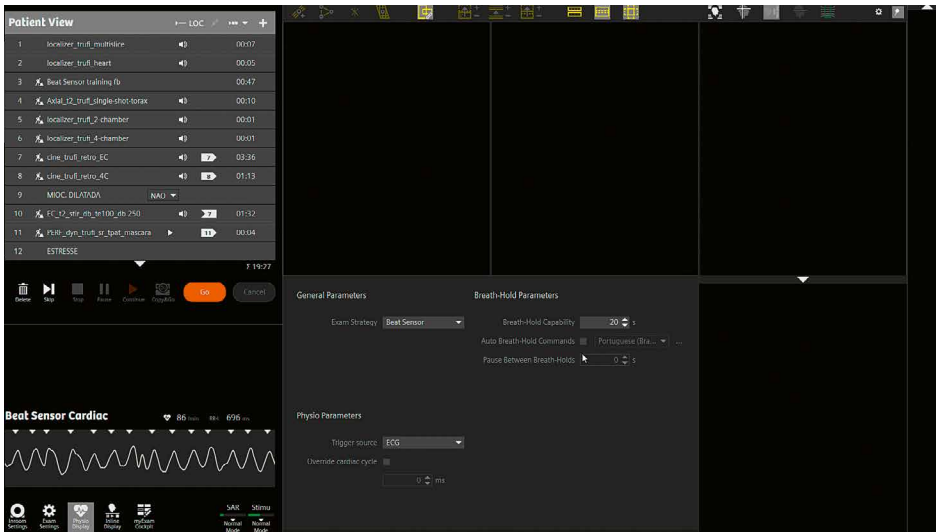 Patient View
LOC.
1 localizer_trufi_multislice 00:07
2 localizer_trufi_heart 00:05
3 Beat Sensor training fb 00:47
4 Axial_t2_trufi_single-shot-torax 00:10
5 localizer_trufi_2-chamber 00:01
6 localizer_trufi_4-chamber 00:01
7 cine_trufi_retro_EC 7 03:36
8 cine_trufi_retro_4C 8 01:13
9 MIOC. DILATADA NAO
10 EC_t2_stir_db_te100_db 250 7 01:32
11 PERF_dyn_trufi_sr_tpat_mascara 11 00:04
12 ESTRESSE
19:27
Delete Skip Stop Pause Continue Go Cancel
General Parameters
Exam Strategy Beat Sensor
Breath-Hold Parameters
Breath-Hold Capability 20 s
Auto Breath-Hold Commands Portuguese (Bra... ...
Pause Between Breath-Holds 0 s
Physio Parameters
Trigger source ECG
Override cardiac cycle
0 ms
Beat Sensor Cardiac 86 696 ms
Inroom Settings
Exam Settings
Physio Display
Inline Display
myExam Cockpit
SAR Normal Mode
Stimu Normal Mode